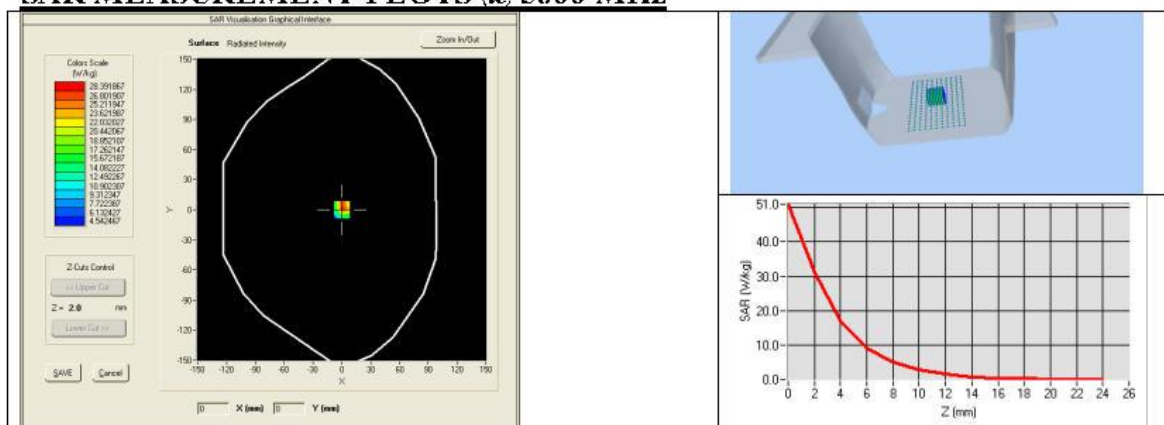 SAR MEASUREMENT PLOTS @
SAR Visualisation Graphical Interface
Surface Radiated Intensity
Zoom In/Out
Colors Scale
(W/kg)
28.391867
26.801907
25.211947
23.621987
22.032027
20.442067
18.852107
17.262147
15.672187
14.082227
12.492267
10.902307
9.312347
7.722387
6.132427
4.542467
Z-Cuts Control
<< Upper Cut
Z = 2.0 mm
Lower Cut >>
SAVE Cancel
150
120
90
60
30
0
-30
-60
-90
-120
-150
Y
-150 -120 -90 -60 -30 0 30 60 90 120 150
X
0 X (mm) 0 Y (mm)
51.0
40.0
30.0
20.0
10.0
0.0
SAR (W/kg)
0 2 4 6 8 10 12 14 16 18 20 22 24 26
Z (mm)